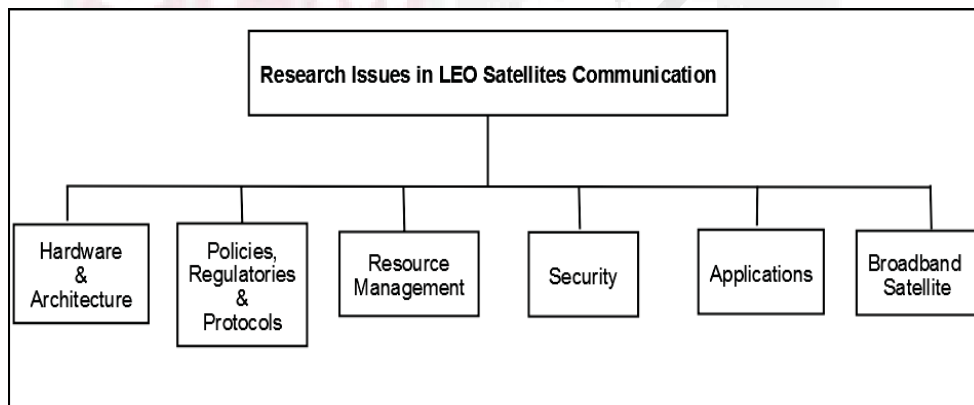 Research Issues in LEO Satellites Communication
Hardware
&
Architecture
Policies,
Regulatories
&
Protocols
Resource
Management
Security
Applications
Broadband
Satellite